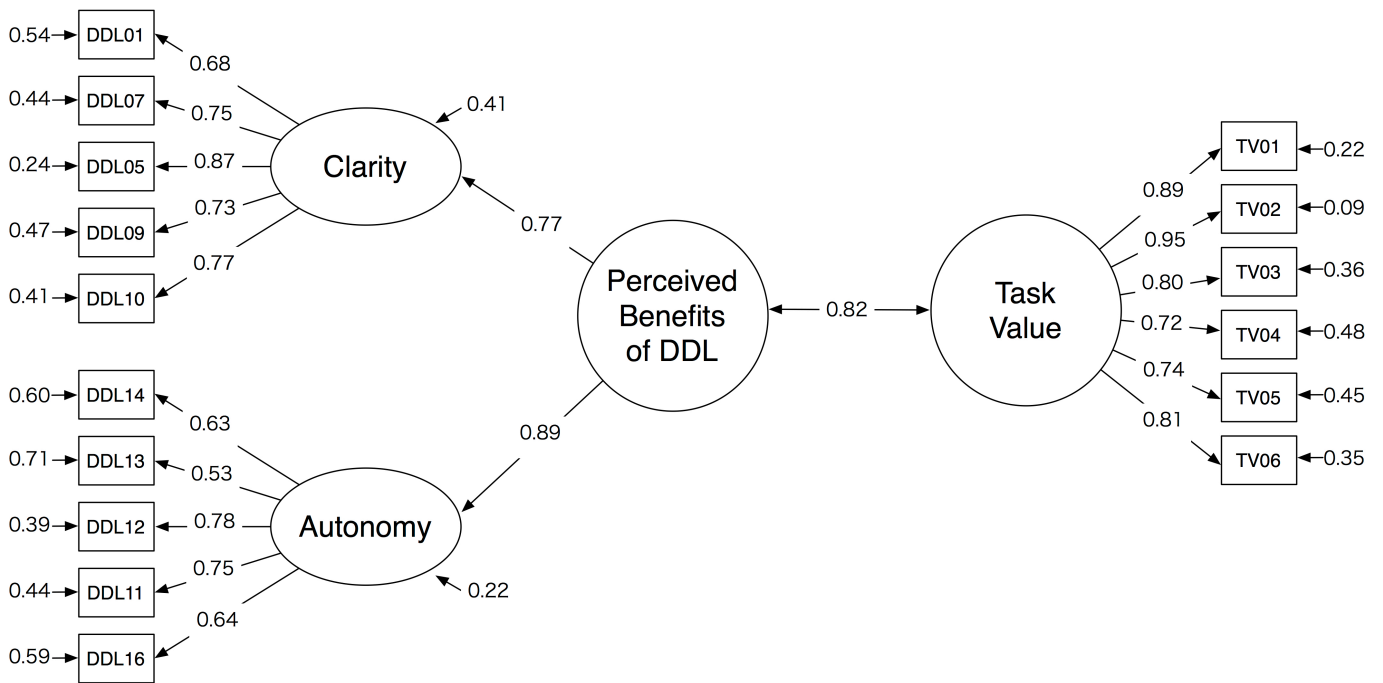 0.54
DDL01
0.68
0.44
DDL07
0.75
0.41
0.24
DDL05
0.87
Clarity
0.47
DDL09
0.73
0.41
DDL10
0.77
0.77
Perceived
Benefits
of DDL
0.82
Task
Value
0.89
TV01
0.22
0.95
TV02
0.09
0.80
TV03
0.36
0.72
TV04
0.48
0.74
TV05
0.45
0.81
TV06
0.35
0.89
0.60
DDL14
0.63
0.71
DDL13
0.53
0.39
DDL12
0.78
Autonomy
0.44
DDL11
0.75
0.22
0.59
DDL16
0.64